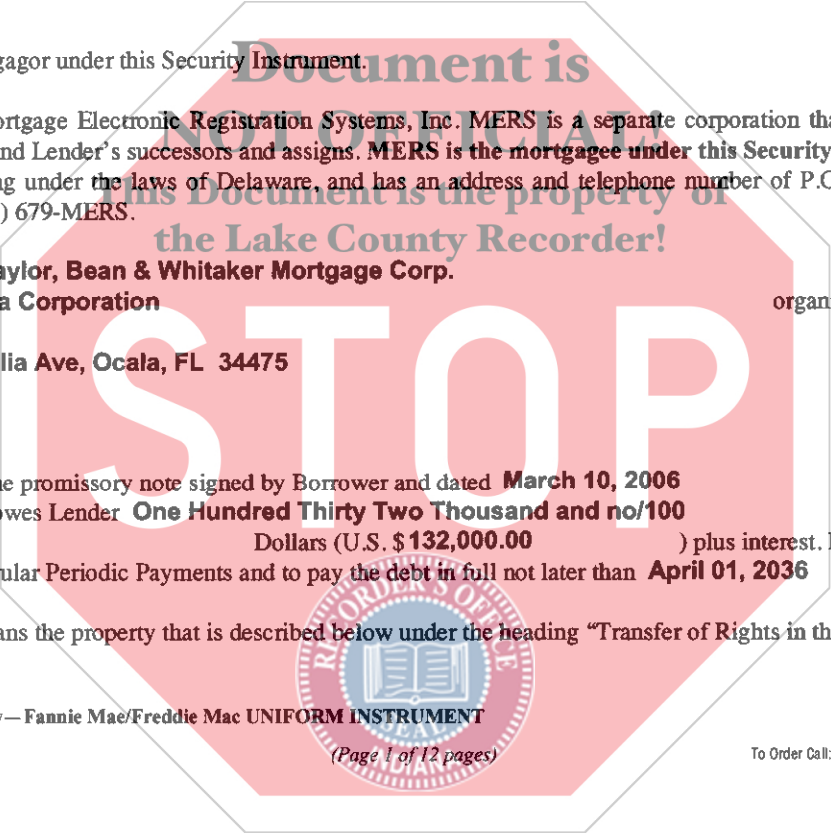 Document is
gagor under this Security Instrument.
NOT OFFICIAL!
ortgage Electronic Registration Systems, Inc. MERS is a separate corporation tha
nd Lender's successors and assigns. MERS is the mortgagee under this Security
ng under the laws of Delaware, and has an address and telephone number of P.O
This Document is the property of
) 679-MERS.
the Lake County Recorder!
aylor, Bean & Whitaker Mortgage Corp.
a Corporation organi
lia Ave, Ocala, FL 34475
STOP
he promissory note signed by Borrower and dated March 10, 2006
owes Lender One Hundred Thirty Two Thousand and no/100
Dollars (U.S. $132,000.00 ) plus interest.
ular Periodic Payments and to pay the debt in full not later than April 01, 2036
RECORDER'S OFFICE
ans the property that is described below under the heading “Transfer of Rights in th
SEAL
INDIANA
—Fannie Mae/Freddie Mac UNIFORM INSTRUMENT
(Page 1 of 12 pages)
To Order Call: